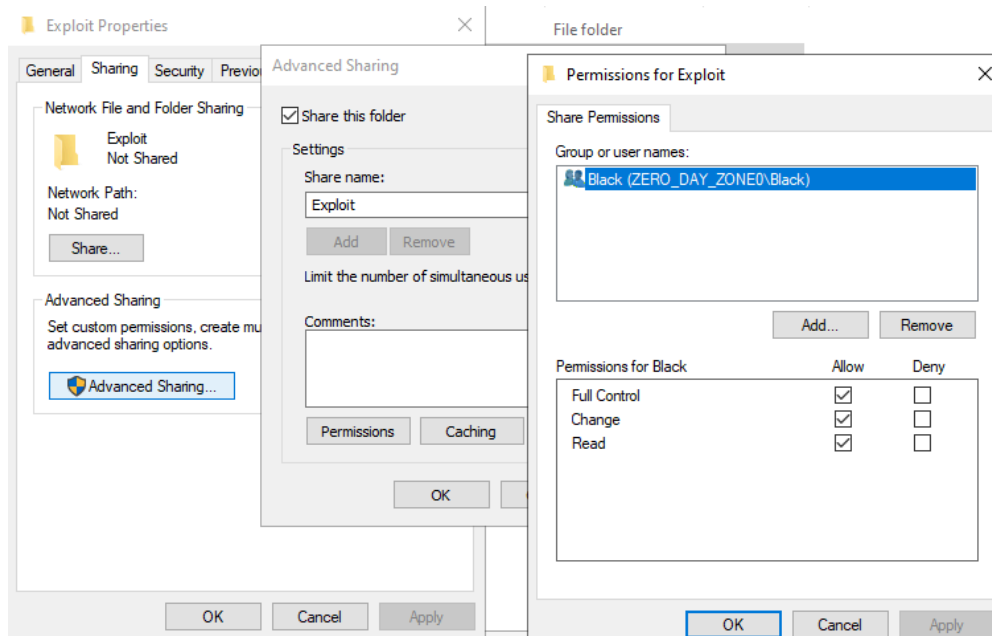 Exploit Properties
General Sharing Security Previou
Network File and Folder Sharing
Exploit
Not Shared
Network Path:
Not Shared
Share...
Advanced Sharing
Set custom permissions, create mu
advanced sharing options.
Advanced Sharing...
OK Cancel Apply
Advanced Sharing
Share this folder
Settings
Share name:
Exploit
Add Remove
Limit the number of simultaneous us
Comments:
Permissions Caching
OK
File folder
Permissions for Exploit
Share Permissions
Group or user names:
Black (ZERO_DAY_ZONE0\Black)
Add... Remove
Permissions for Black Allow Deny
Full Control
Change
Read
OK Cancel Apply